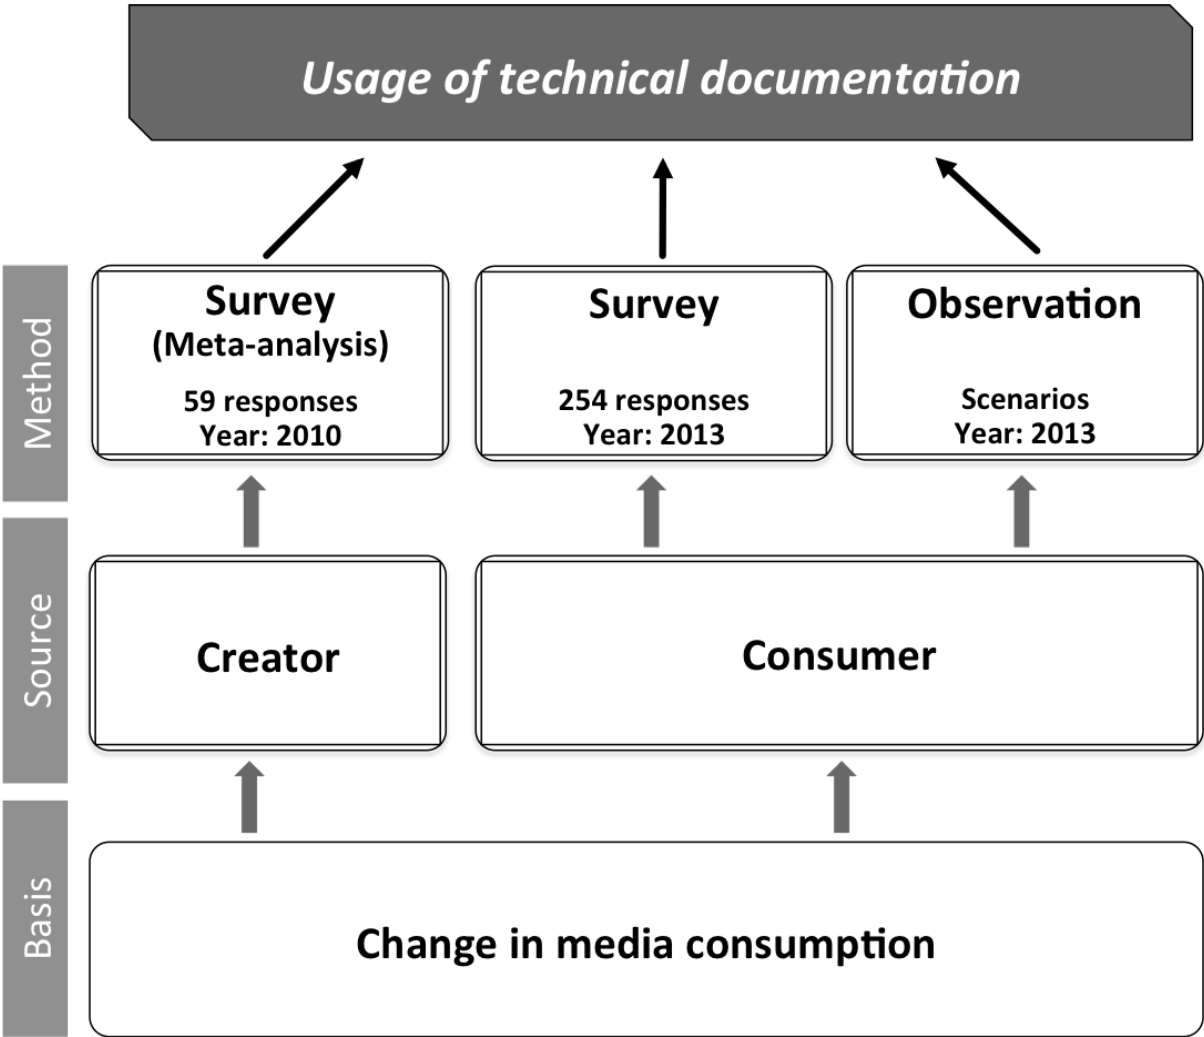 Usage of technical documentation
Method
Survey
(Meta-analysis)
59 responses
Year: 2010
Survey
254 responses
Year: 2013
Observation
Scenarios
Year: 2013
Source
Creator
Consumer
Basis
Change in media consumption